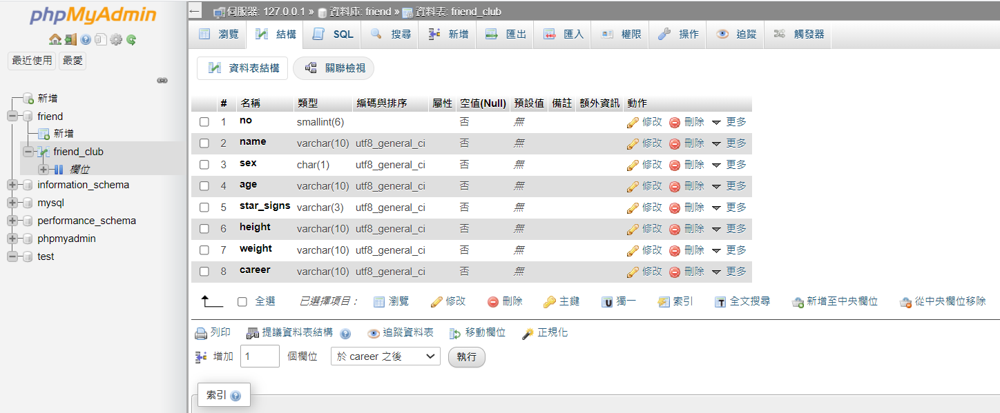 phpMyAdmin
最近使用 最愛
新增
friend
新增
friend_club
欄位
information_schema
mysql
performance_schema
phpmyadmin
test
伺服器: 127.0.0.1 » 資料庫: friend » 資料表: friend_club
瀏覽 結構 SQL 搜尋 新增 匯出 匯入 權限 操作 追蹤 觸發器
資料表結構 關聯檢視
# 名稱 類型 編碼與排序 屬性 空值(Null) 預設值 備註 額外資訊 動作
1 no smallint(6) 否 無 修改 刪除 更多
2 name varchar(10) utf8_general_ci 否 無 修改 刪除 更多
3 sex char(1) utf8_general_ci 否 無 修改 刪除 更多
4 age varchar(10) utf8_general_ci 否 無 修改 刪除 更多
5 star_signs varchar(3) utf8_general_ci 否 無 修改 刪除 更多
6 height varchar(10) utf8_general_ci 否 無 修改 刪除 更多
7 weight varchar(10) utf8_general_ci 否 無 修改 刪除 更多
8 career varchar(10) utf8_general_ci 否 無 修改 刪除 更多
全選 已選擇項目： 瀏覽 修改 刪除 主鍵 獨一 索引 全文搜尋 新增至中央欄位 從中央欄位移除
列印 提議資料表結構 追蹤資料表 移動欄位 正規化
增加 1 個欄位 於 career 之後 執行
索引